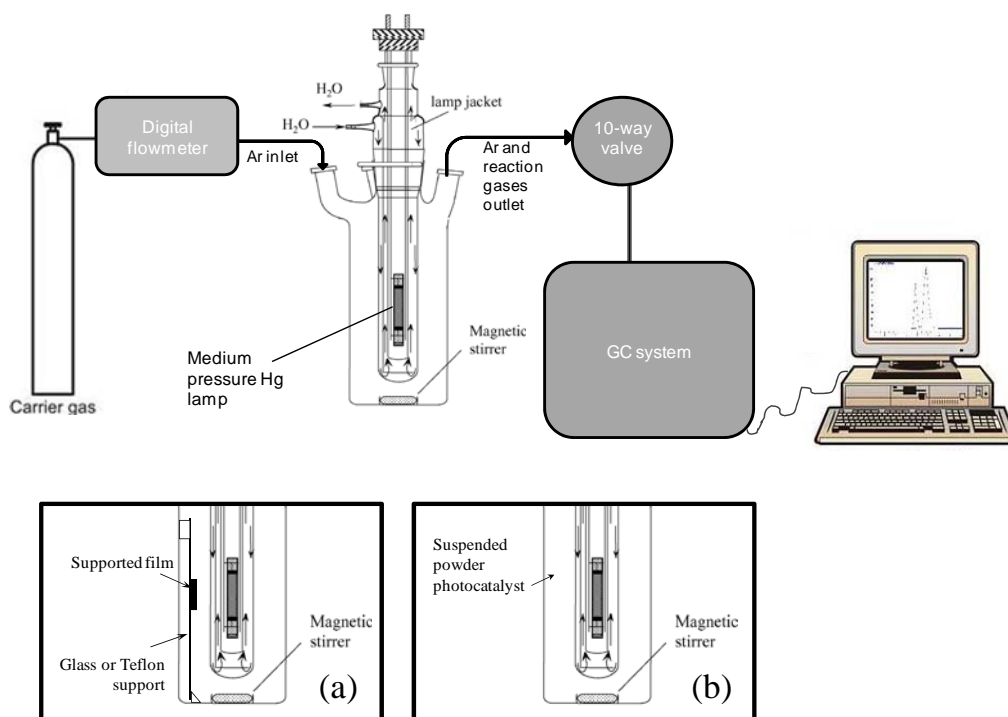 H₂O
lamp jacket
H₂O
Digital
flowmeter
Ar inlet
Ar and
reaction
gases
outlet
10-way
valve
Medium
pressure Hg
lamp
Magnetic
stirrer
GC system
Carrier gas
Supported film
Glass or Teflon
support
Magnetic
stirrer
(a)
Suspended
powder
photocatalyst
Magnetic
stirrer
(b)